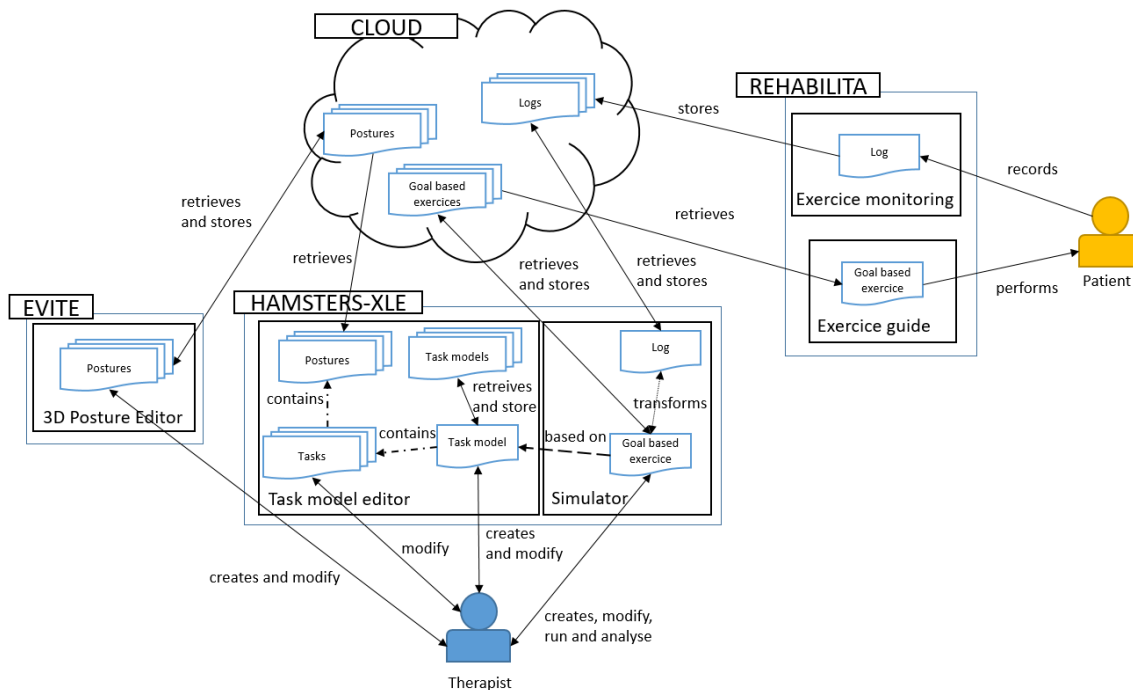 CLOUD
Logs
Postures
Goal based
exercices
retrieves
and stores
retrieves
retrieves
and stores
retrieves
and stores
stores
retrieves
REHABILITA
Log
Exercice monitoring
records
Goal based
exercice
Exercice guide
performs
Patient
EVITE
Postures
3D Posture Editor
HAMSTERS-XLE
Postures
Task models
contains
retreives
and store
Tasks
contains
Task model
Task model editor
Log
transforms
based on
Goal based
exercice
Simulator
creates and modify
modify
creates
and modify
creates, modify,
run and analyse
Therapist